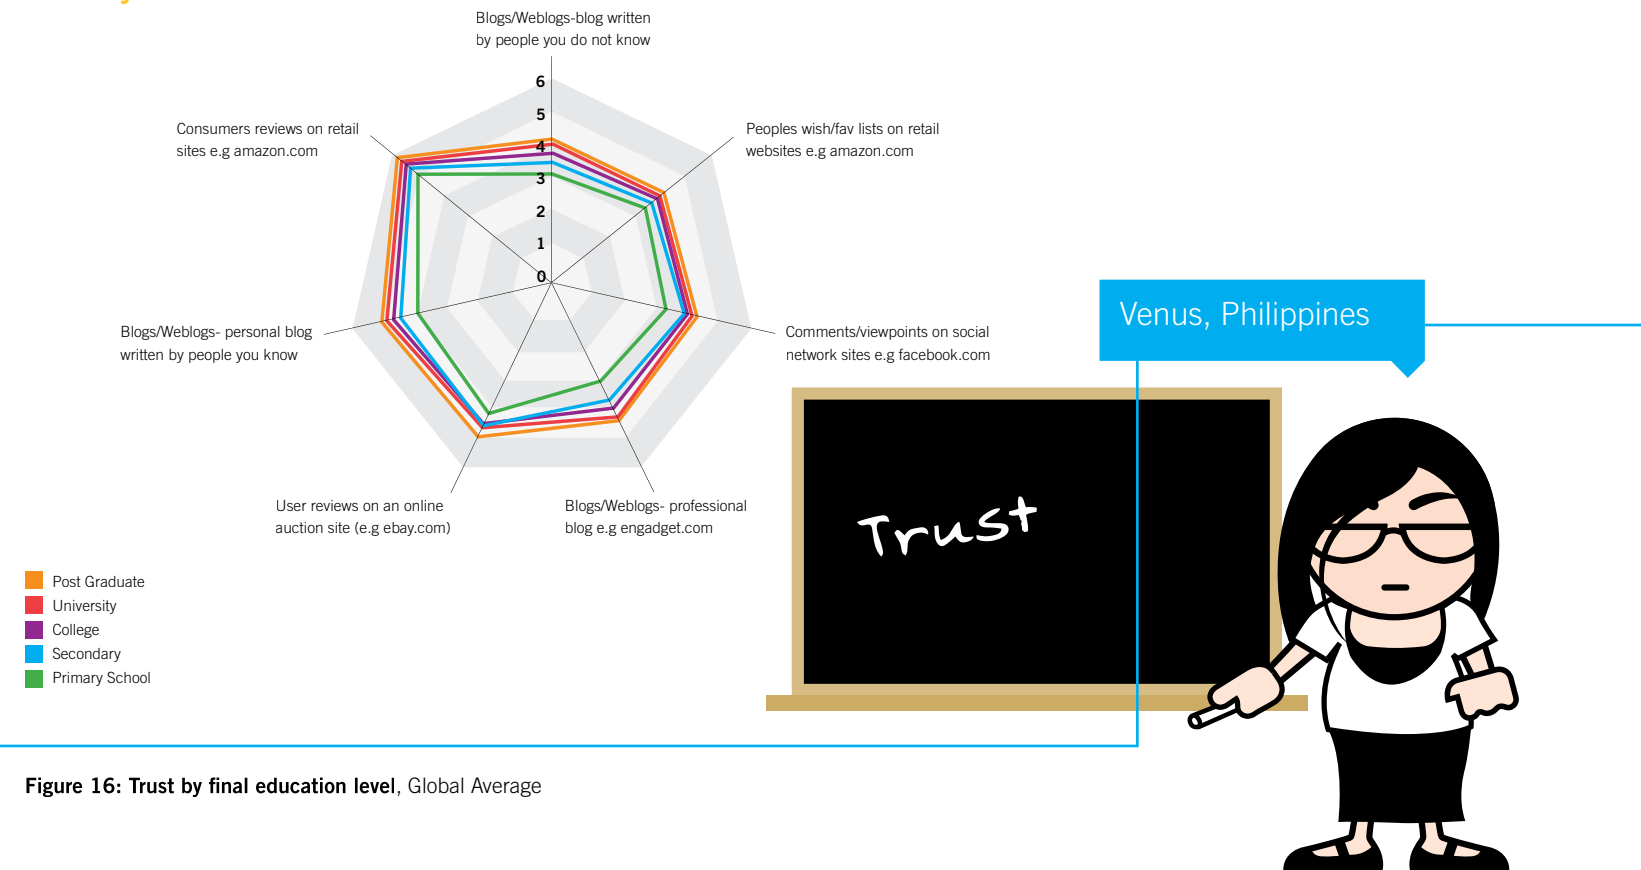 Blogs/Weblogs-blog written
by people you do not know
6
5
4
3
2
1
0
Consumers reviews on retail
sites e.g amazon.com
Peoples wish/fav lists on retail
websites e.g amazon.com
Blogs/Weblogs- personal blog
written by people you know
Comments/viewpoints on social
network sites e.g facebook.com
User reviews on an online
auction site (e.g ebay.com)
Blogs/Weblogs- professional
blog e.g engadget.com
Venus, Philippines
Trust
Post Graduate
University
College
Secondary
Primary School
Figure 16: Trust by final education level, Global Average